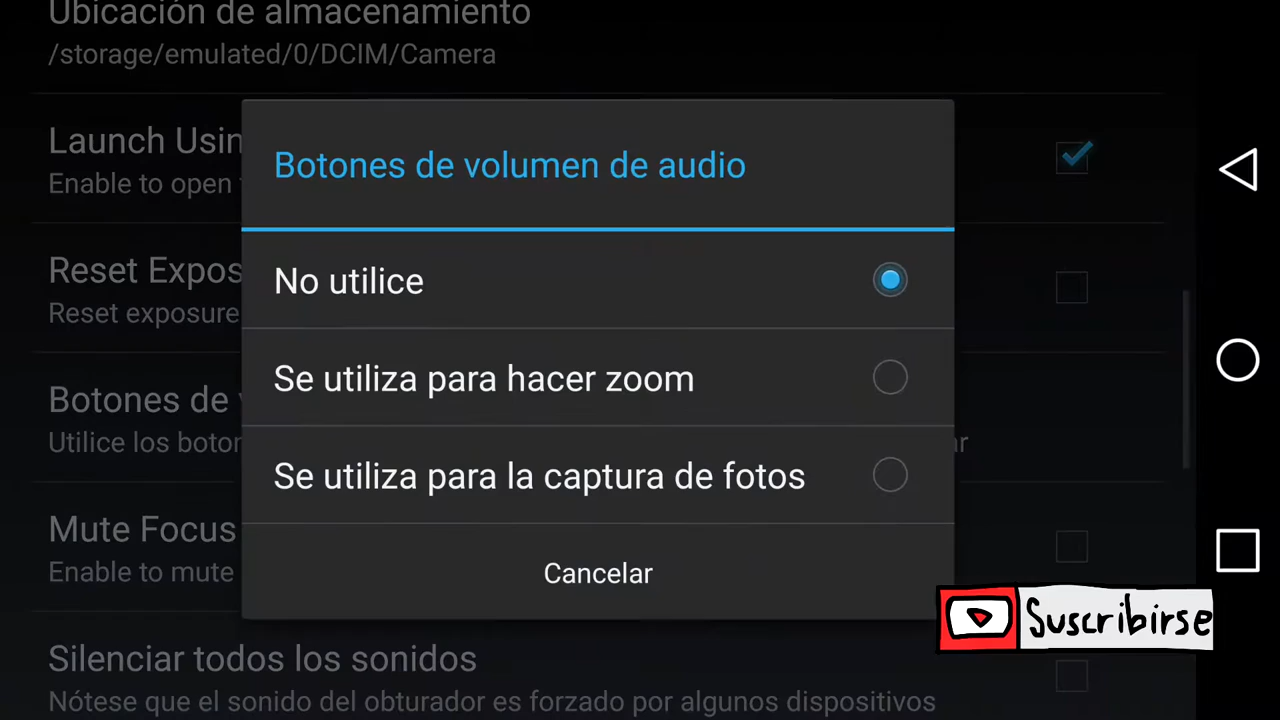 Ubicación de almacenamiento
/storage/emulated/0/DCIM/Camera
Launch Usin
Enable to open
Reset Expos
Reset exposure
Botones de
Utilice los boton
Mute Focus
Enable to mute
Silenciar todos los sonidos
Nótese que el sonido del obturador es forzado por algunos dispositivos
Botones de volumen de audio
No utilice
Se utiliza para hacer zoom
Se utiliza para la captura de fotos
Cancelar
Suscribirse